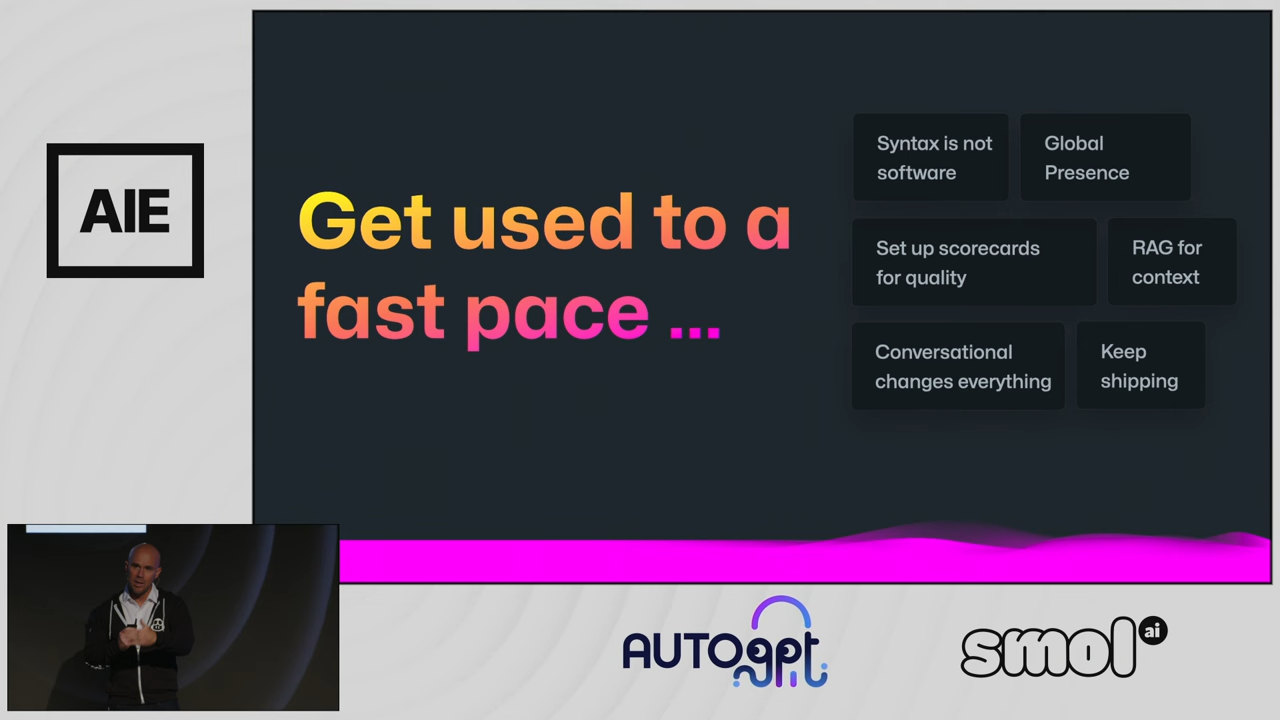 AIE
Get used to a
fast pace ...
Syntax is not
software
Global
Presence
Set up scorecards
for quality
RAG for
context
Conversational
changes everything
Keep
shipping
AUTOgpt
smol ai